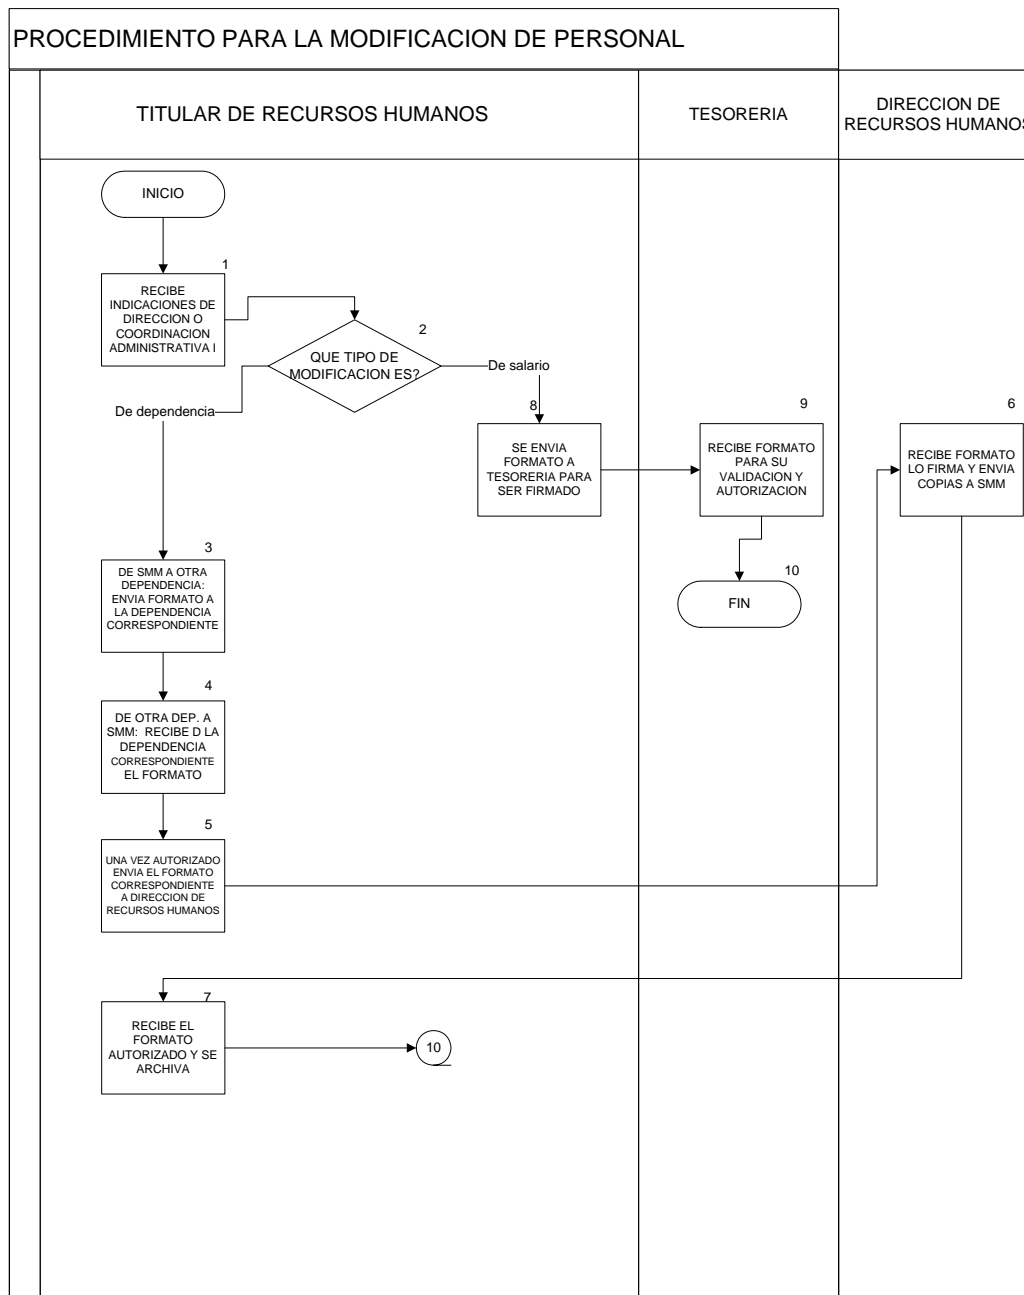 PROCEDIMIENTO PARA LA MODIFICACION DE PERSONAL
TITULAR DE RECURSOS HUMANOS
TESORERIA
DIRECCION DE
RECURSOS HUMANOS
INICIO
1
RECIBE
INDICACIONES DE
DIRECCION O
COORDINACION
ADMINISTRATIVA I
2
QUE TIPO DE
MODIFICACION ES?
De salario
De dependencia
8
SE ENVIA
FORMATO A
TESORERIA PARA
SER FIRMADO
9
RECIBE FORMATO
PARA SU
VALIDACION Y
AUTORIZACION
6
RECIBE FORMATO
LO FIRMA Y ENVIA
COPIAS A SMM
10
FIN
3
DE SMM A OTRA
DEPENDENCIA:
ENVIA FORMATO A
LA DEPENDENCIA
CORRESPONDIENTE
4
DE OTRA DEP. A
SMM: RECIBE D LA
DEPENDENCIA
CORRESPONDIENTE
EL FORMATO
5
UNA VEZ AUTORIZADO
ENVIA EL FORMATO
CORRESPONDIENTE
A DIRECCION DE
RECURSOS HUMANOS
7
RECIBE EL
FORMATO
AUTORIZADO Y SE
ARCHIVA
10